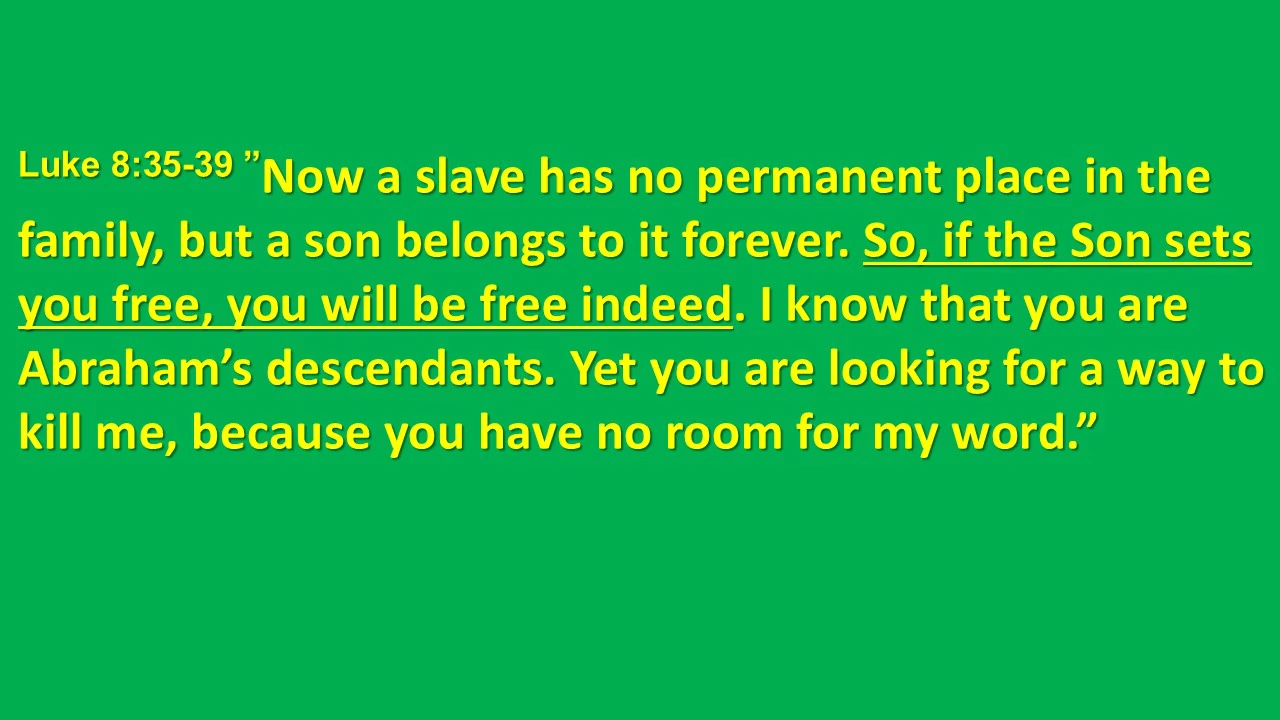 Luke 8:35-39 ”Now a slave has no permanent place in the
family, but a son belongs to it forever. So, if the Son sets
you free, you will be free indeed. I know that you are
Abraham’s descendants. Yet you are looking for a way to
kill me, because you have no room for my word.”